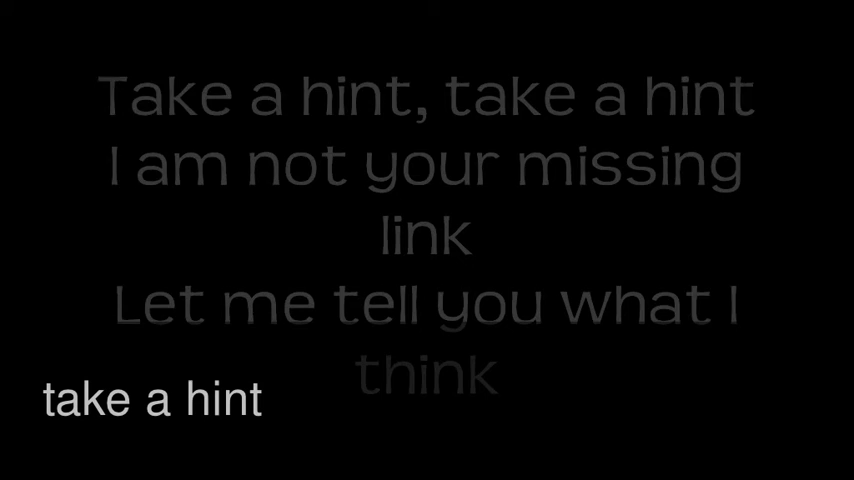 Take a hint, take a hint
I am not your missing
link
Let me tell you what I
think
take a hint